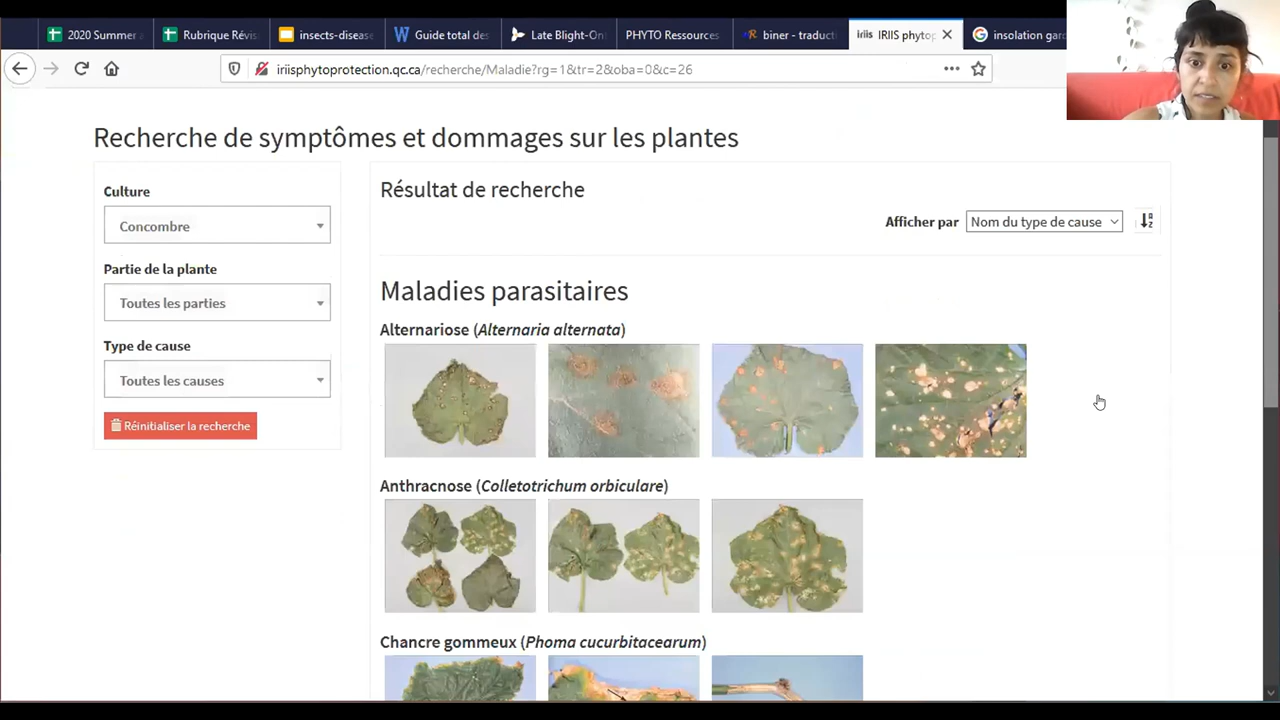 2020 Summer
Rubrique Révis
insects-disease
Guide total des
Late Blight-On
PHYTO Ressources
biner - traducti
iriis IRIIS phytop
insolation gar
iriisphytoprotection.qc.ca/recherche/Maladie?rg=1&tr=2&oba=0&c=26
Recherche de symptômes et dommages sur les plantes
Culture
Concombre
Partie de la plante
Toutes les parties
Type de cause
Toutes les causes
Réinitialiser la recherche
Résultat de recherche
Afficher par Nom du type de cause
Maladies parasitaires
Alternariose (Alternaria alternata)
Anthracnose (Colletotrichum orbiculare)
Chancre gommeux (Phoma cucurbitacearum)